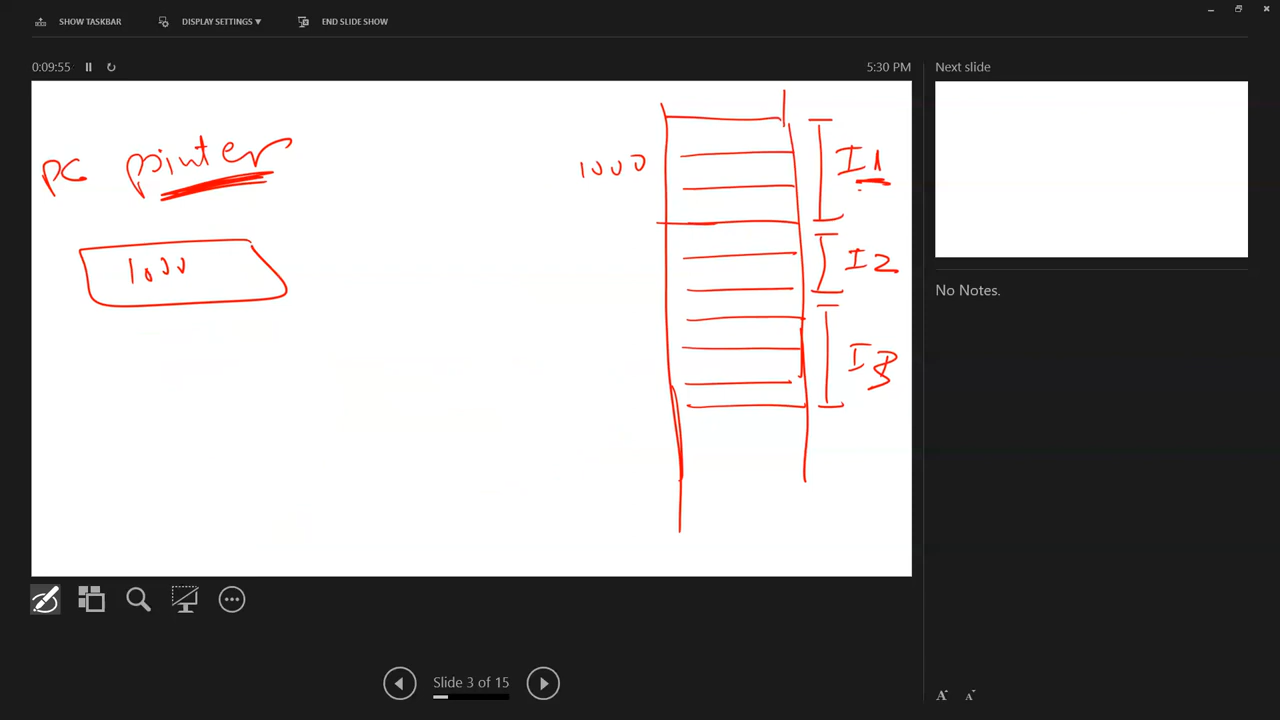 SHOW TASKBAR
DISPLAY SETTINGS ▼
END SLIDE SHOW
0:09:55
5:30 PM
Next slide
PC pointer
1000
1000
I1
I2
I3
No Notes.
Slide 3 of 15
A
A